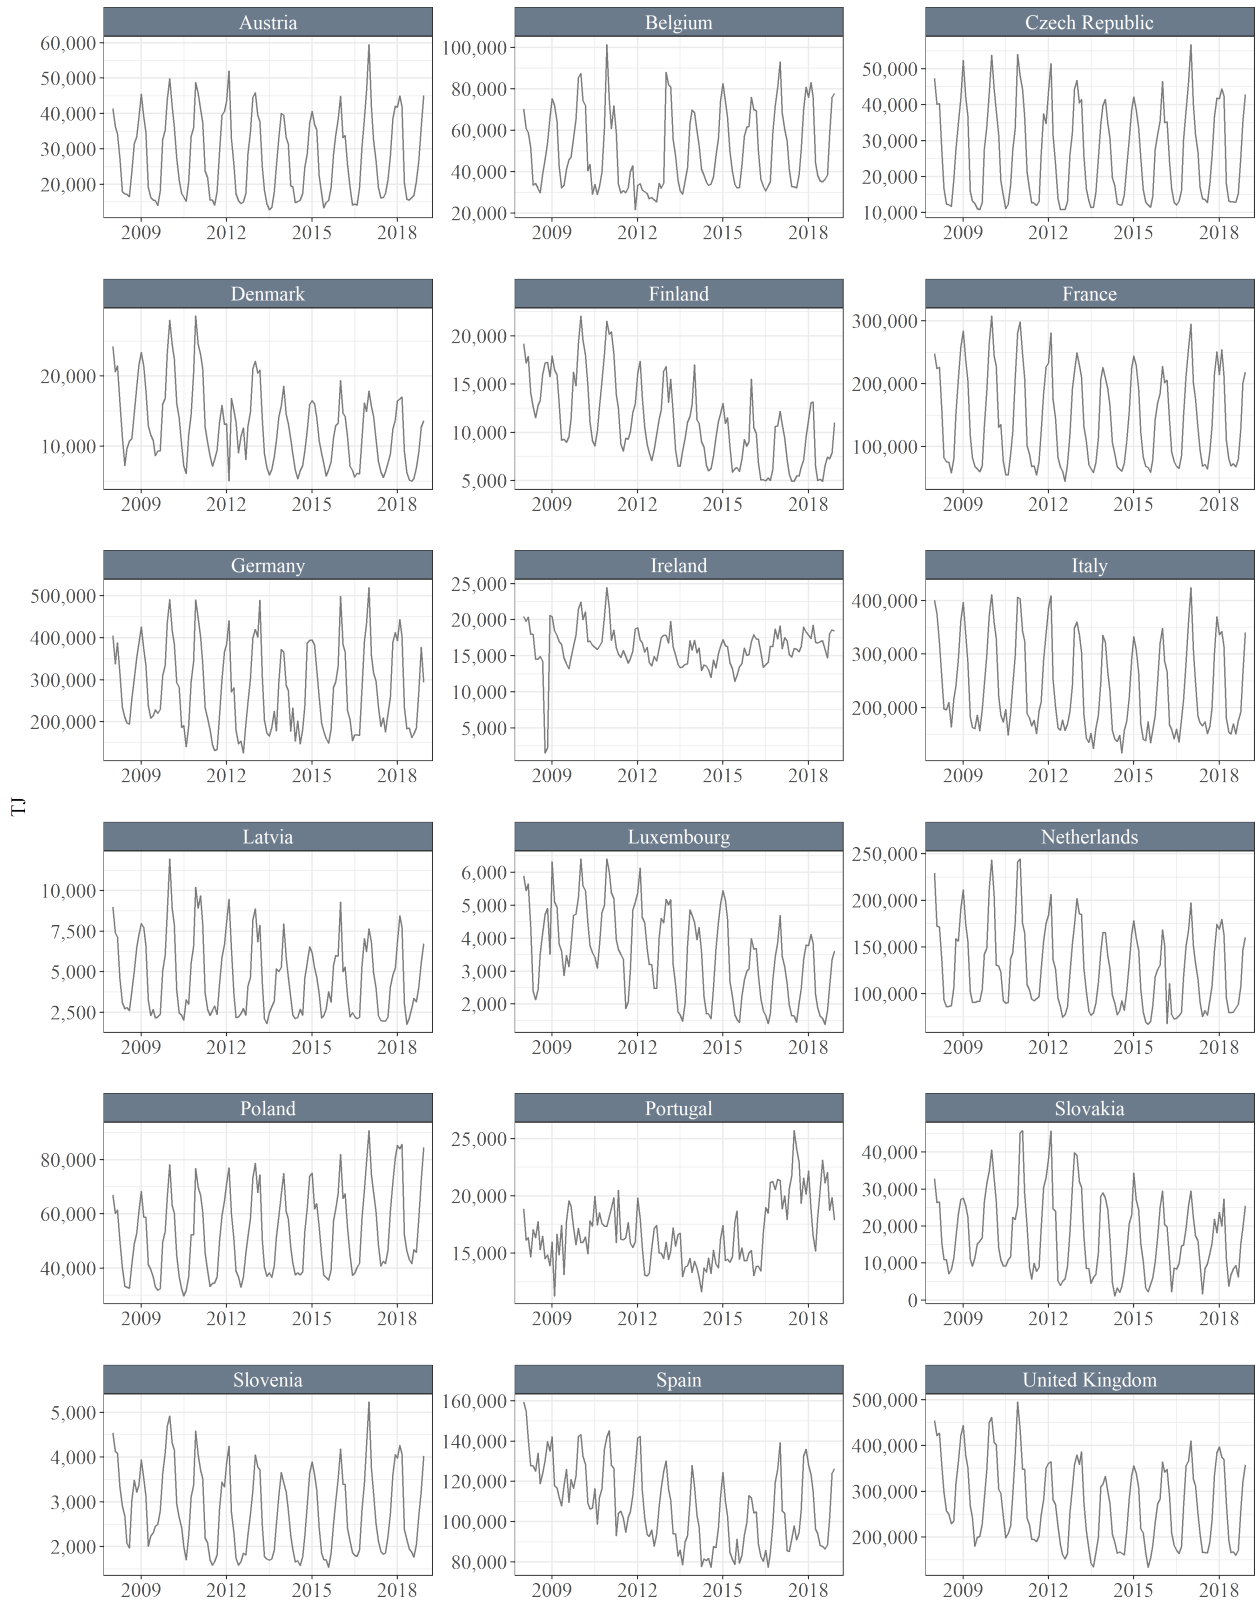 Austria
Belgium
Czech Republic
60,000
50,000
40,000
30,000
20,000
100,000
80,000
60,000
40,000
20,000
50,000
40,000
30,000
20,000
10,000
2009 2012 2015 2018
2009 2012 2015 2018
2009 2012 2015 2018
Denmark
Finland
France
20,000
10,000
20,000
15,000
10,000
5,000
300,000
200,000
100,000
2009 2012 2015 2018
2009 2012 2015 2018
2009 2012 2015 2018
Germany
Ireland
Italy
500,000
400,000
300,000
200,000
25,000
20,000
15,000
10,000
5,000
400,000
300,000
200,000
2009 2012 2015 2018
2009 2012 2015 2018
2009 2012 2015 2018
TJ
Latvia
Luxembourg
Netherlands
10,000
7,500
5,000
2,500
6,000
5,000
4,000
3,000
2,000
250,000
200,000
150,000
100,000
2009 2012 2015 2018
2009 2012 2015 2018
2009 2012 2015 2018
Poland
Portugal
Slovakia
80,000
60,000
40,000
25,000
20,000
15,000
40,000
30,000
20,000
10,000
0
2009 2012 2015 2018
2009 2012 2015 2018
2009 2012 2015 2018
Slovenia
Spain
United Kingdom
5,000
4,000
3,000
2,000
160,000
140,000
120,000
100,000
80,000
500,000
400,000
300,000
200,000
2009 2012 2015 2018
2009 2012 2015 2018
2009 2012 2015 2018